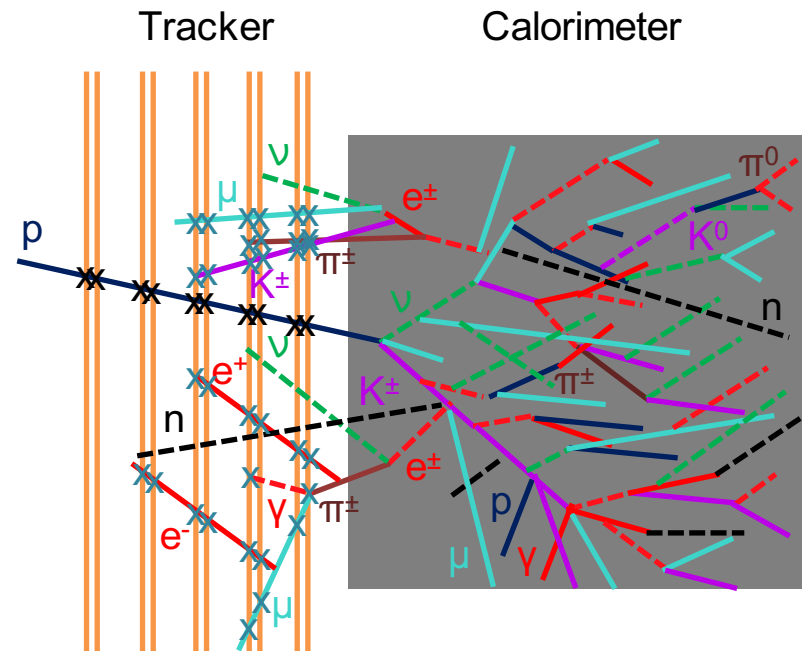 Tracker
Calorimeter
ν
μ
e±
π0
p
K0
π±
K±
n
ν
ν
e+
π±
K±
n
e±
γ
π±
p
e-
μ
γ
μ